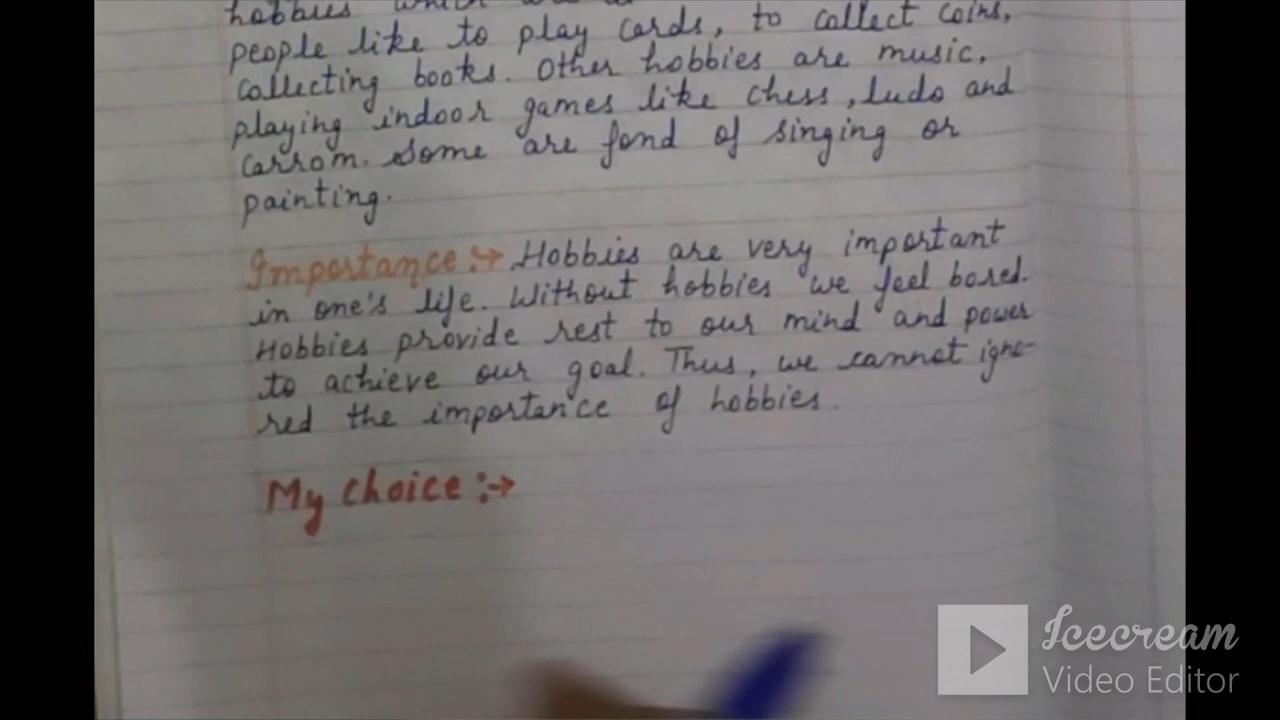 hobbies which
people like to play cards, to collect coins,
collecting books. Other hobbies are music,
playing indoor games like chess, ludo and
carrom. Some are fond of singing or
painting.
Importance :→ Hobbies are very important
in one's life. Without hobbies we feel bored.
Hobbies provide rest to our mind and power
to achieve our goal. Thus, we cannot igno-
red the importance of hobbies.
My Choice :→
Icecream
Video Editor